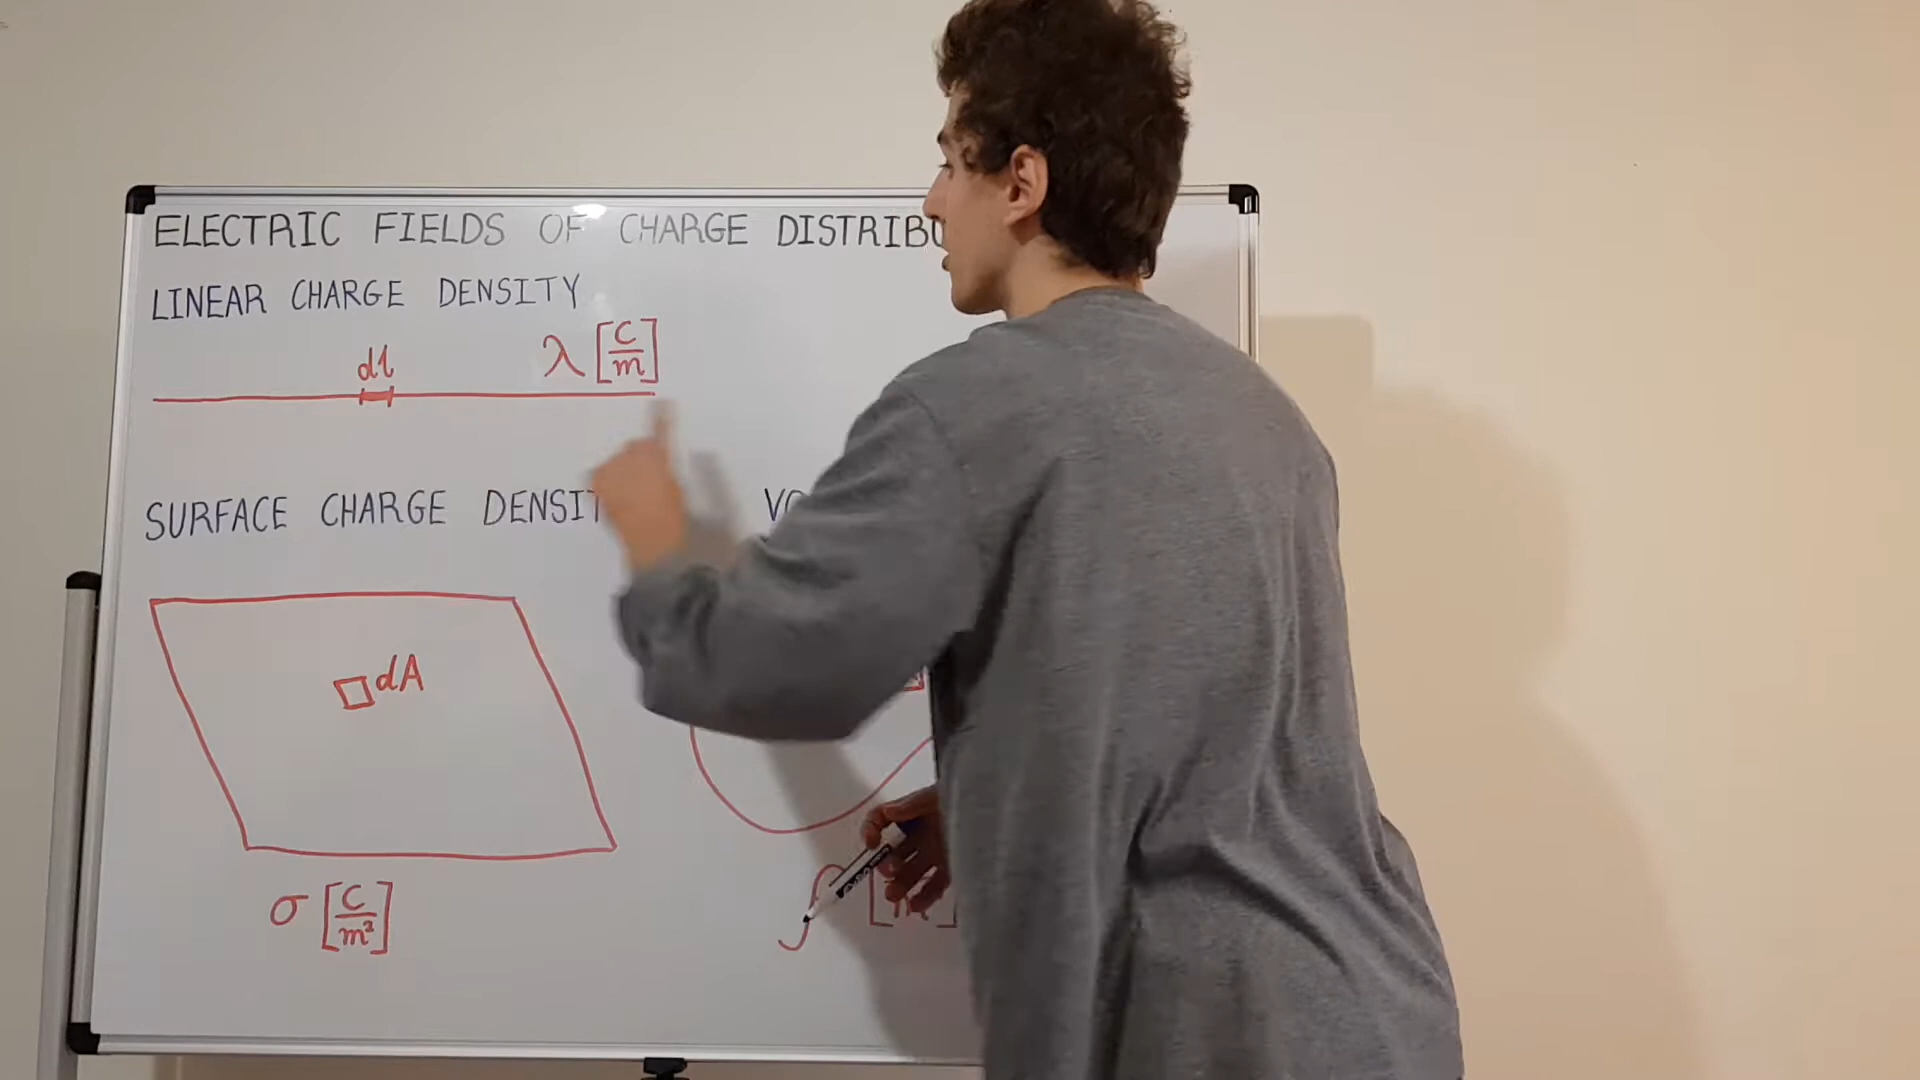 ELECTRIC FIELDS OF CHARGE DISTRIBU
LINEAR CHARGE DENSITY
dl
λ [C/m]
SURFACE CHARGE DENSIT
dA
σ [C/m²]